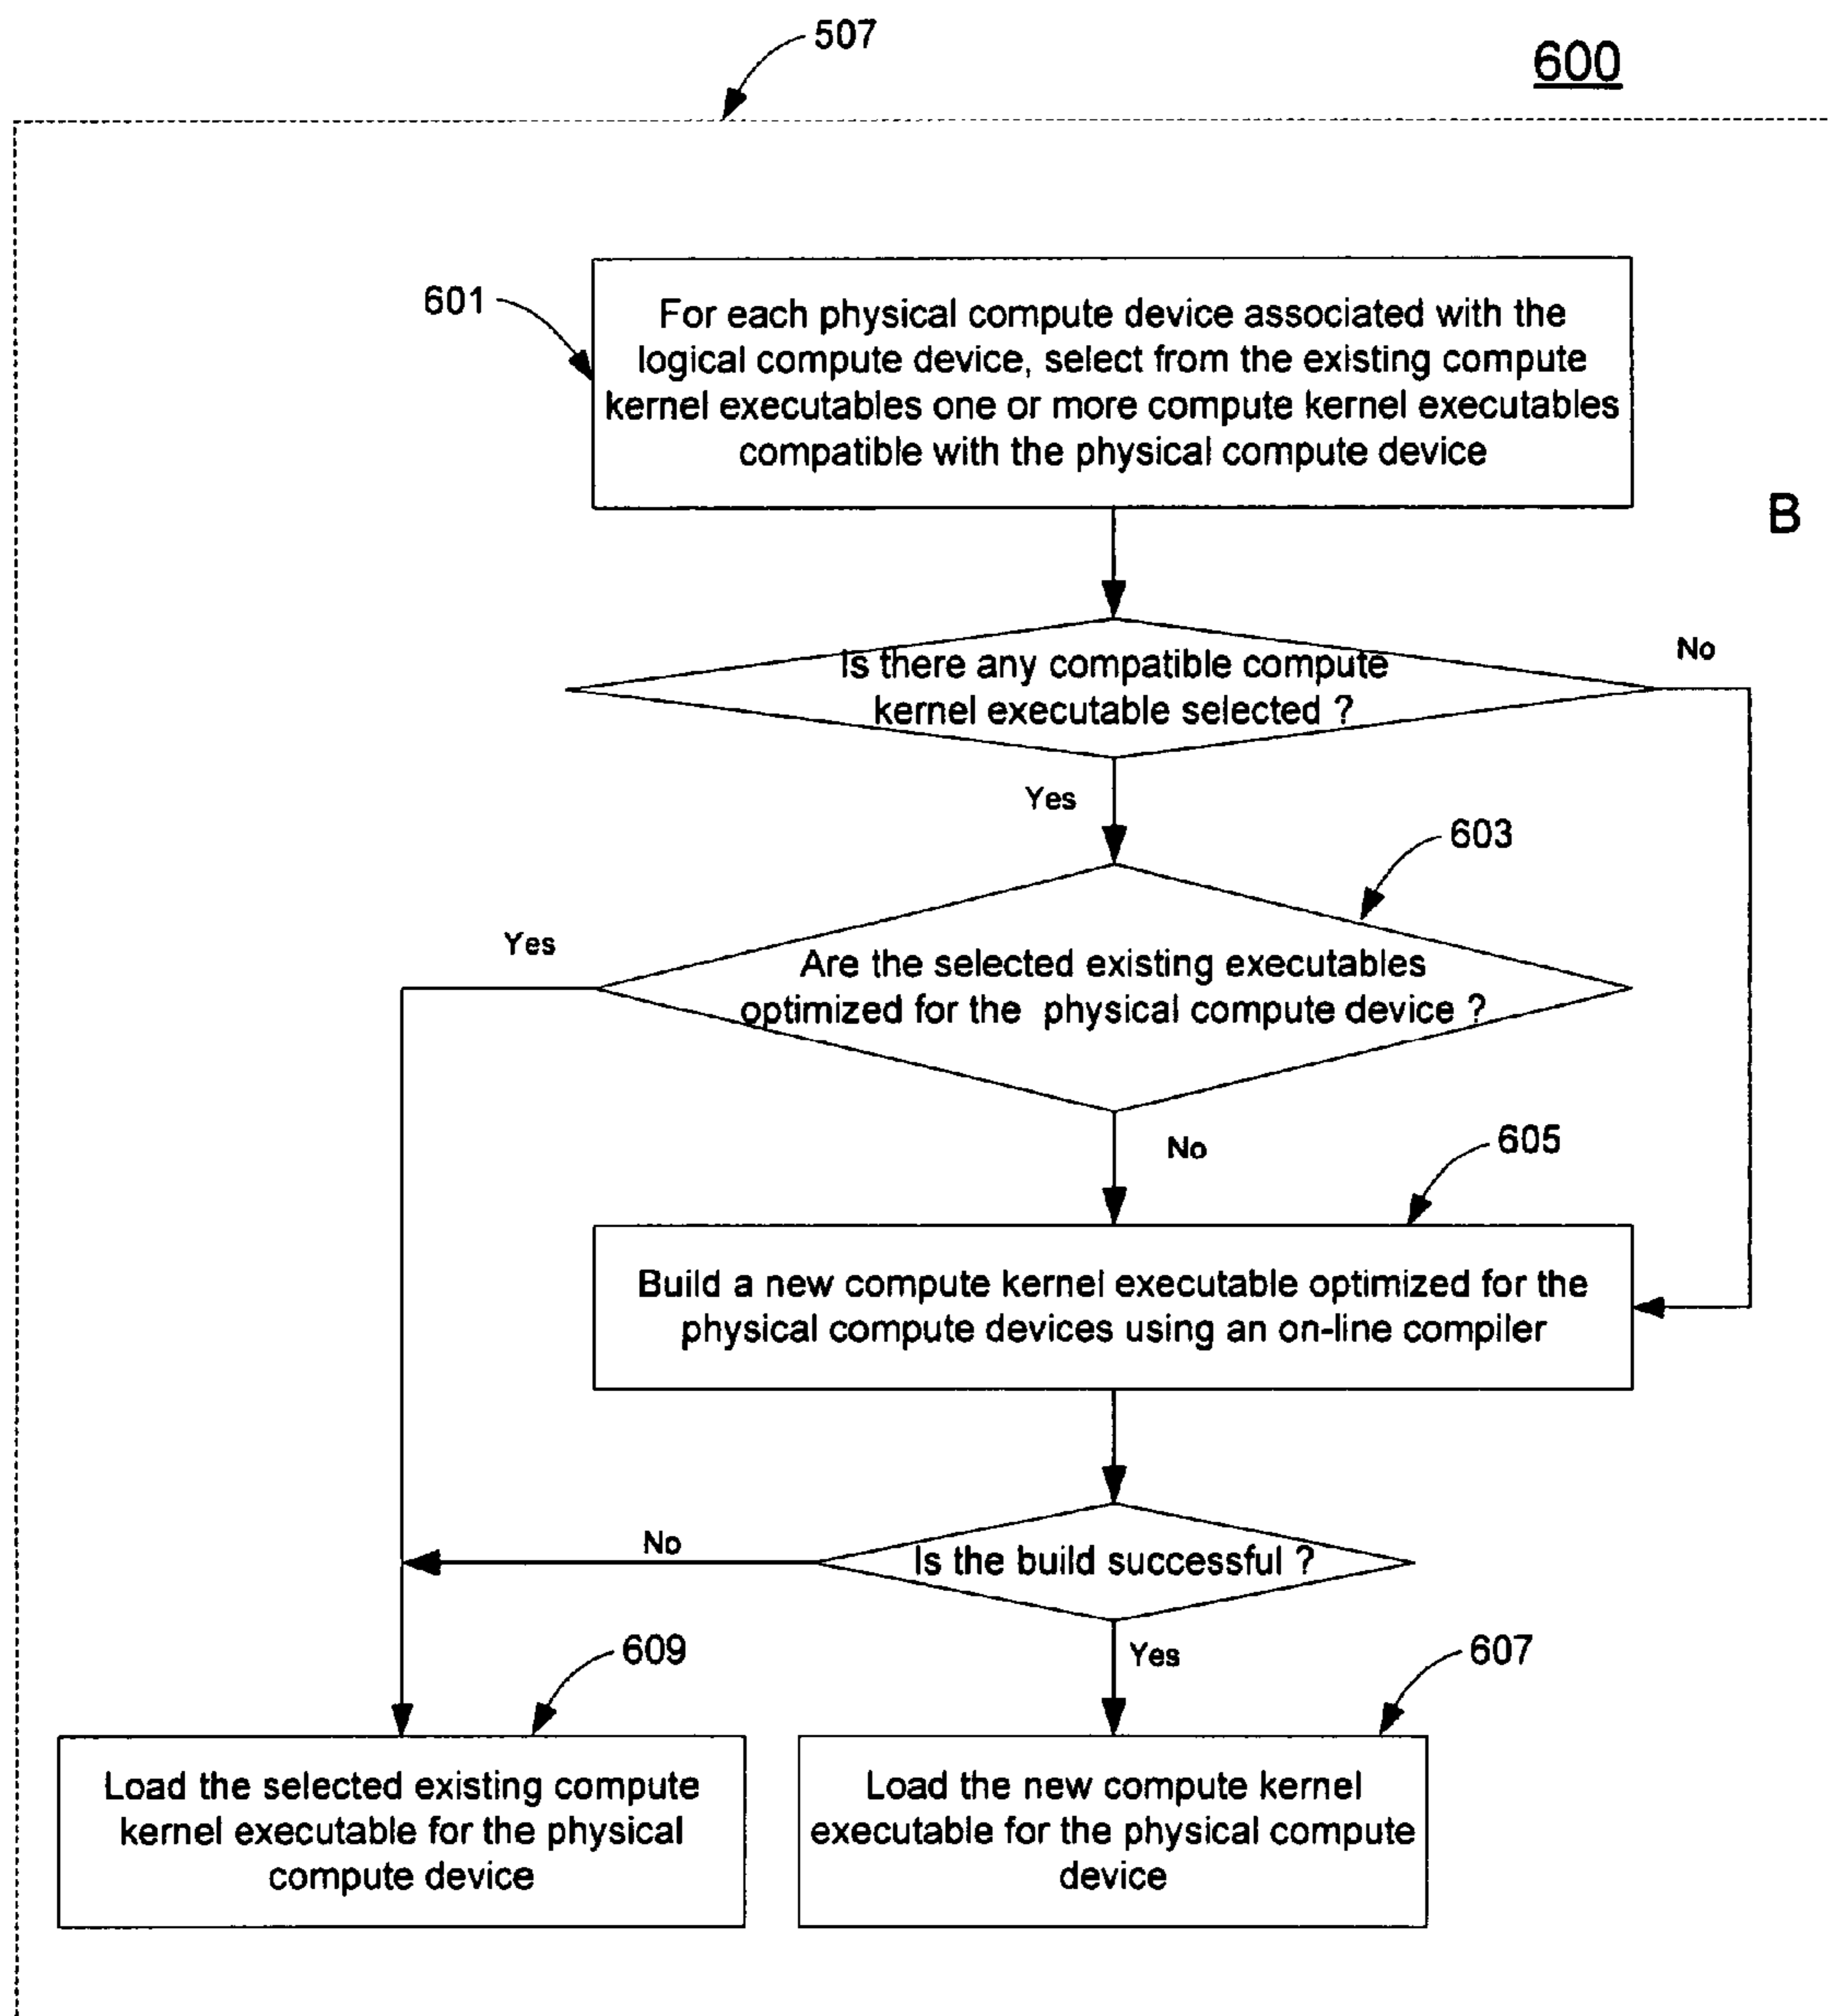 507
600
601
For each physical compute device associated with the
logical compute device, select from the existing compute
kernel executables one or more compute kernel executables
compatible with the physical compute device
B
Is there any compatible compute
kernel executable selected ?
No
Yes
603
Yes
Are the selected existing executables
optimized for the physical compute device ?
No
605
Build a new compute kernel executable optimized for the
physical compute devices using an on-line compiler
No
Is the build successful ?
609
Yes
607
Load the selected existing compute
kernel executable for the physical
compute device
Load the new compute kernel
executable for the physical compute
device